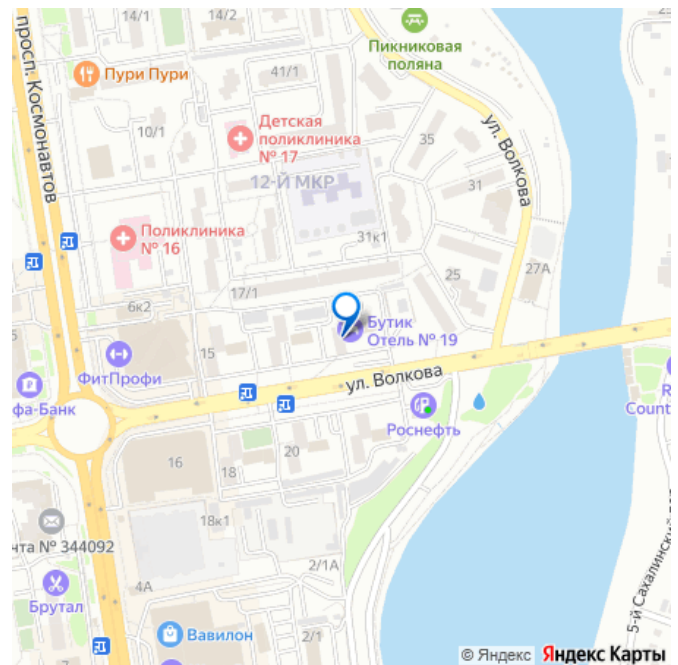 14/2
14/1
просп. Космонавтов
Пикниковая
поляна
Пури Пури
41/1
10/1
Детская
поликлиника
№ 17
35
ул. Волкова
12-Й МКР
31
Поликлиника
№ 16
31к1
25
27А
17/1
6к2
Бутик
Отель № 19
15
ФитПрофи
ул. Волкова
фа-Банк
Роснефть
Count
16
18
20
18к1
нта № 344092
2/1А
4А
Брутал
Вавилон
2/1
5-й Сахалинский
© Яндекс Яндекс Карты